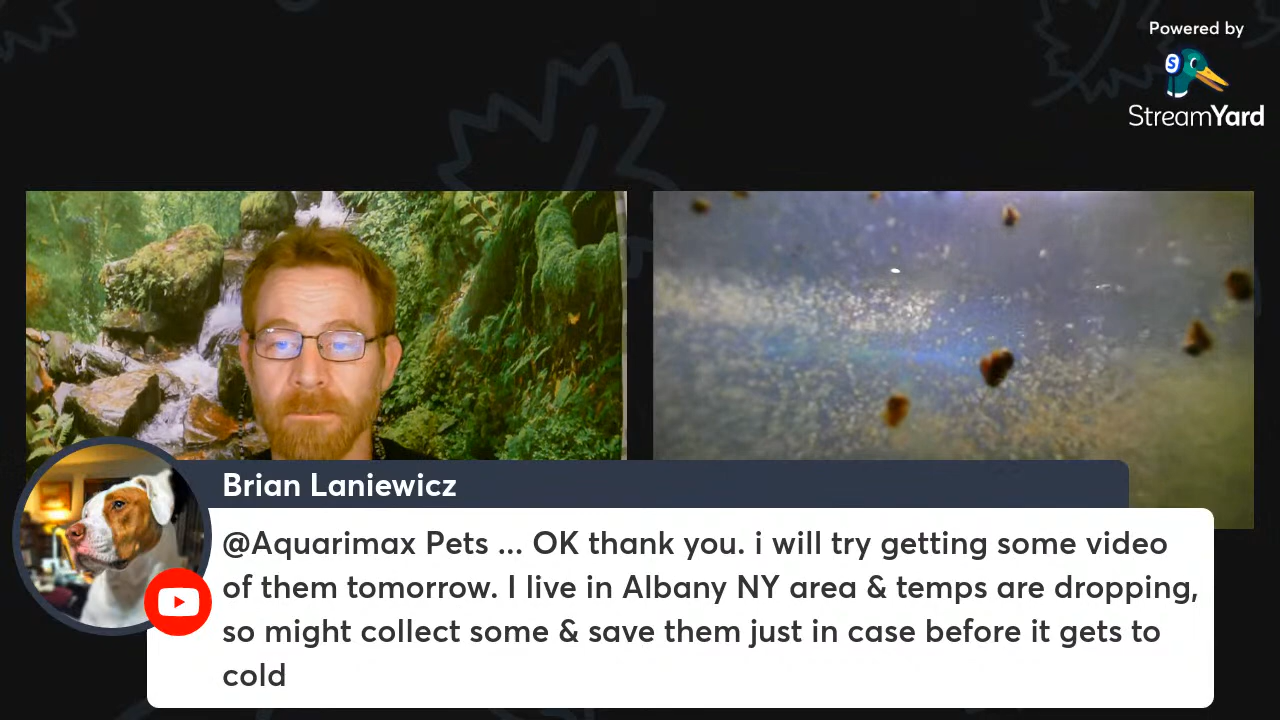 Powered by
S
StreamYard
Brian Laniewicz
@Aquarimax Pets ... OK thank you. i will try getting some video
of them tomorrow. I live in Albany NY area & temps are dropping,
so might collect some & save them just in case before it gets to
cold